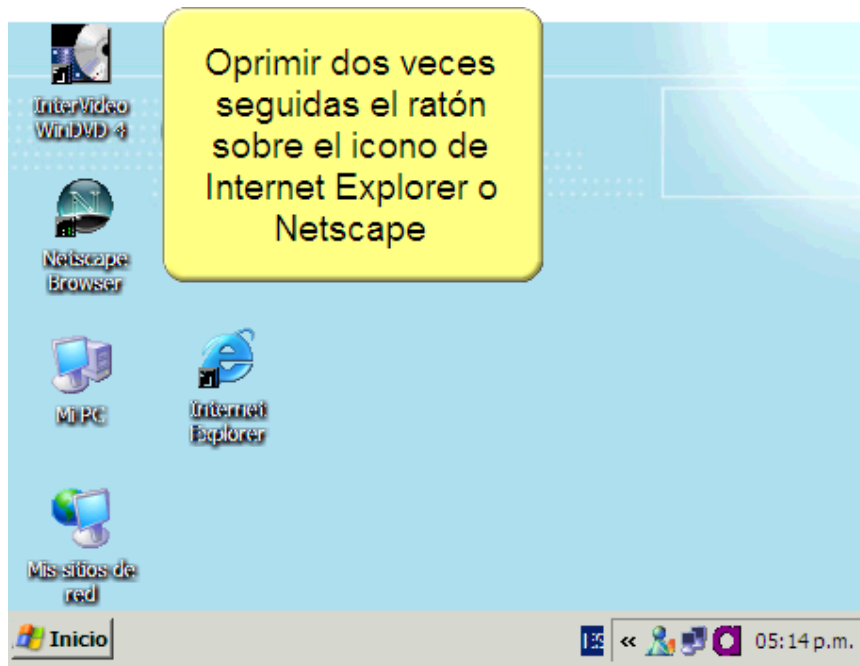 Oprimir dos veces
seguidas el ratón
sobre el icono de
Internet Explorer o
Netscape
InterVideo
WinDVD 4
Netscape
Browser
Mi PC
Internet
Explorer
Mis sitios de
red
Inicio
ES
«
05:14 p.m.